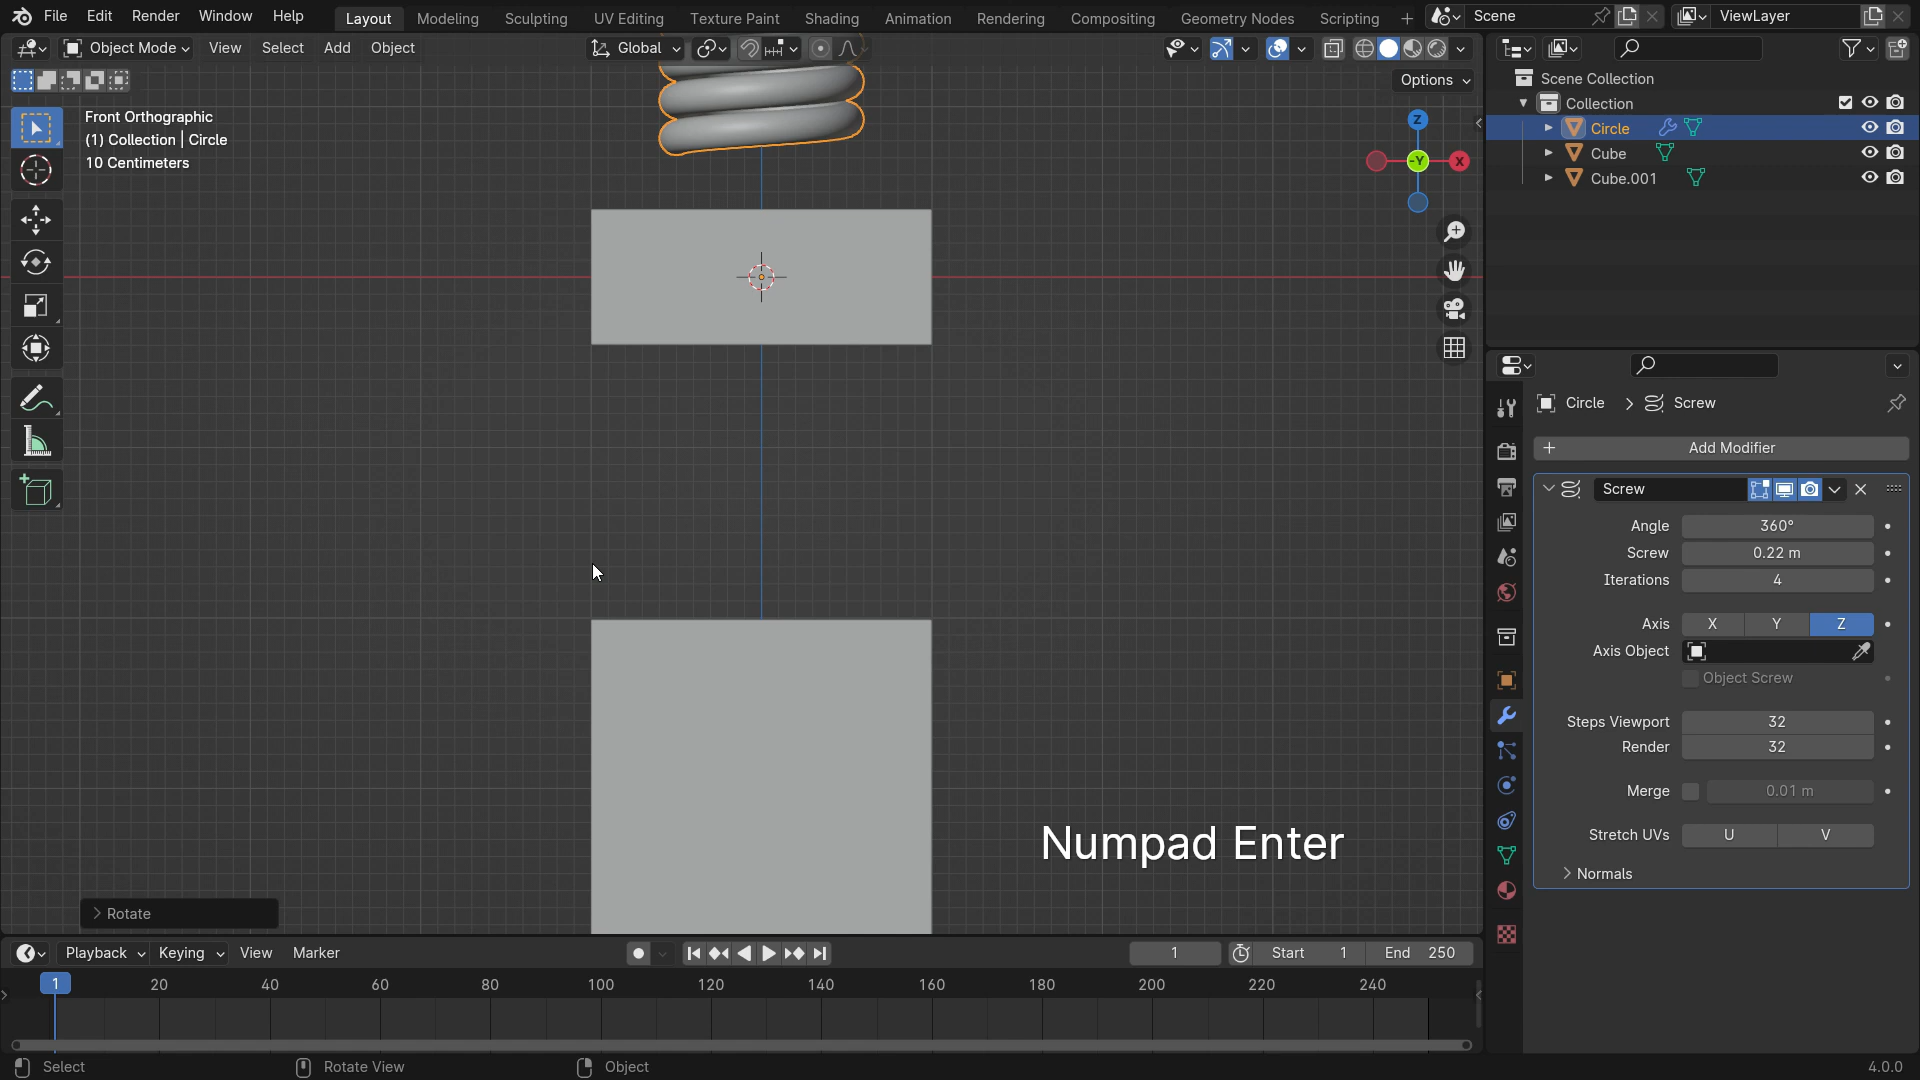 File Edit Render Window Help Layout Modeling Sculpting UV Editing Texture Paint Shading Animation Rendering Compositing Geometry Nodes Scripting + Scene ViewLayer
Object Mode View Select Add Object Global
Options
Front Orthographic
(1) Collection | Circle
10 Centimeters
Z
-Y
X
Scene Collection
Collection
Circle
Cube
Cube.001
Circle > Screw
+ Add Modifier
Screw
Angle 360°
Screw 0.22 m
Iterations 4
Axis X Y Z
Axis Object
Object Screw
Steps Viewport 32
Render 32
Merge 0.01 m
Stretch UVs U V
Normals
Numpad Enter
Rotate
Playback Keying View Marker 1 Start 1 End 250
1 20 40 60 80 100 120 140 160 180 200 220 240
Select Rotate View Object 4.0.0